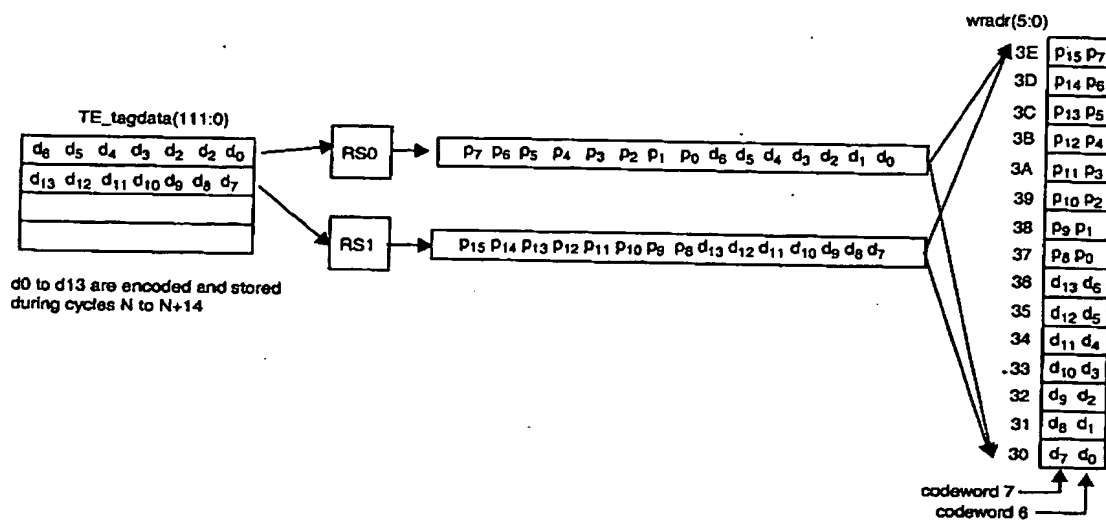 wradr(5:0)
TE_tagdata(111:0)
d6 d5 d4 d3 d2 d2 d0
d13 d12 d11 d10 d9 d8 d7
RS0
p7 p6 p5 p4 p3 p2 p1 p0 d6 d5 d4 d3 d2 d1 d0
RS1
p15 p14 p13 p12 p11 p10 p9 p8 d13 d12 d11 d10 d9 d8 d7
d0 to d13 are encoded and stored
during cycles N to N+14
3E p15 p7
3D p14 p6
3C p13 p5
3B p12 p4
3A p11 p3
39 p10 p2
38 p9 p1
37 p8 p0
36 d13 d6
35 d12 d5
34 d11 d4
33 d10 d3
32 d9 d2
31 d8 d1
30 d7 d0
codeword 7
codeword 6